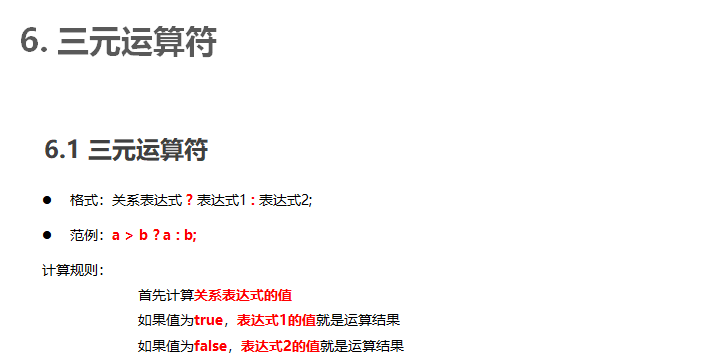 6. 三元运算符
6.1 三元运算符
● 格式：关系表达式 ? 表达式1 : 表达式2;
● 范例：a > b ? a : b;
计算规则：
首先计算关系表达式的值
如果值为true，表达式1的值就是运算结果
如果值为false，表达式2的值就是运算结果